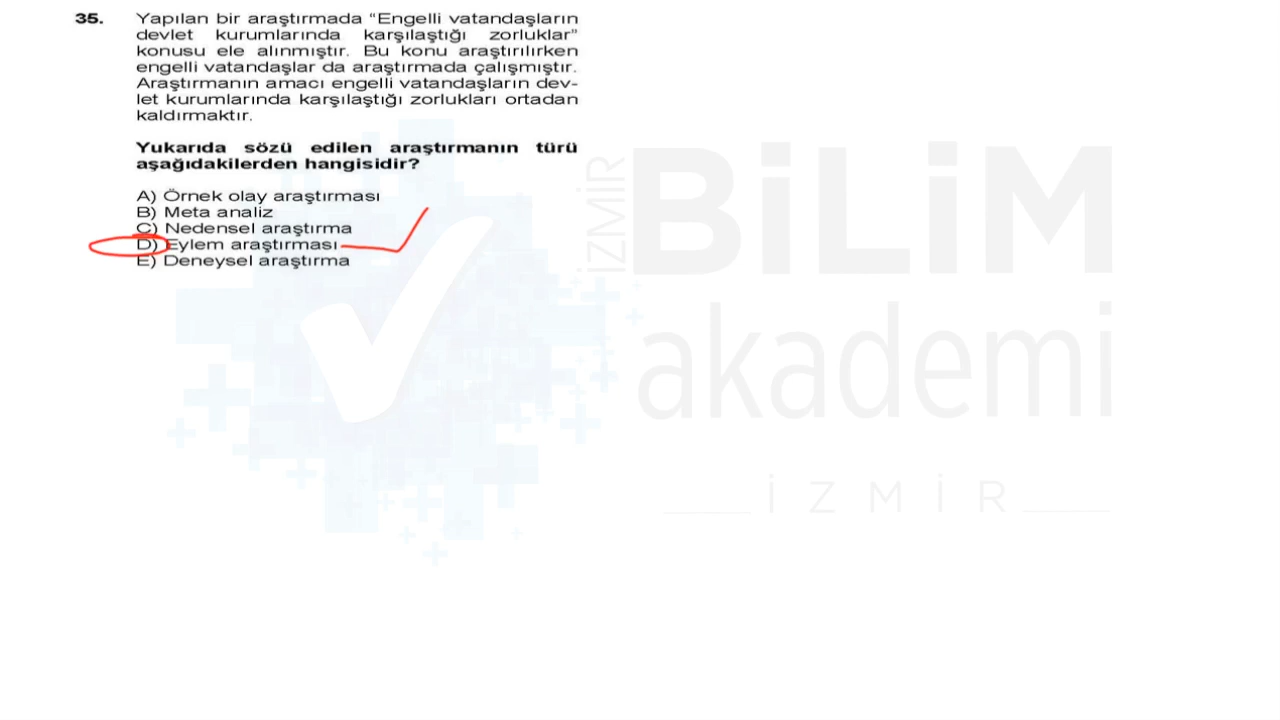 35. Yapılan bir araştırmada “Engelli vatandaşların
devlet kurumlarında karşılaştığı zorluklar”
konusu ele alınmıştır. Bu konu araştırılırken
engelli vatandaşlar da araştırmada çalışmıştır.
Araştırmanın amacı engelli vatandaşların dev-
let kurumlarında karşılaştığı zorlukları ortadan
kaldırmaktır.
Yukarıda sözü edilen araştırmanın türü
aşağıdakilerden hangisidir?
A) Örnek olay araştırması
B) Meta analiz
C) Nedensel araştırma
D) Eylem araştırması
E) Deneysel araştırma
İZMİR
BiLiM
akademi
İZMİR